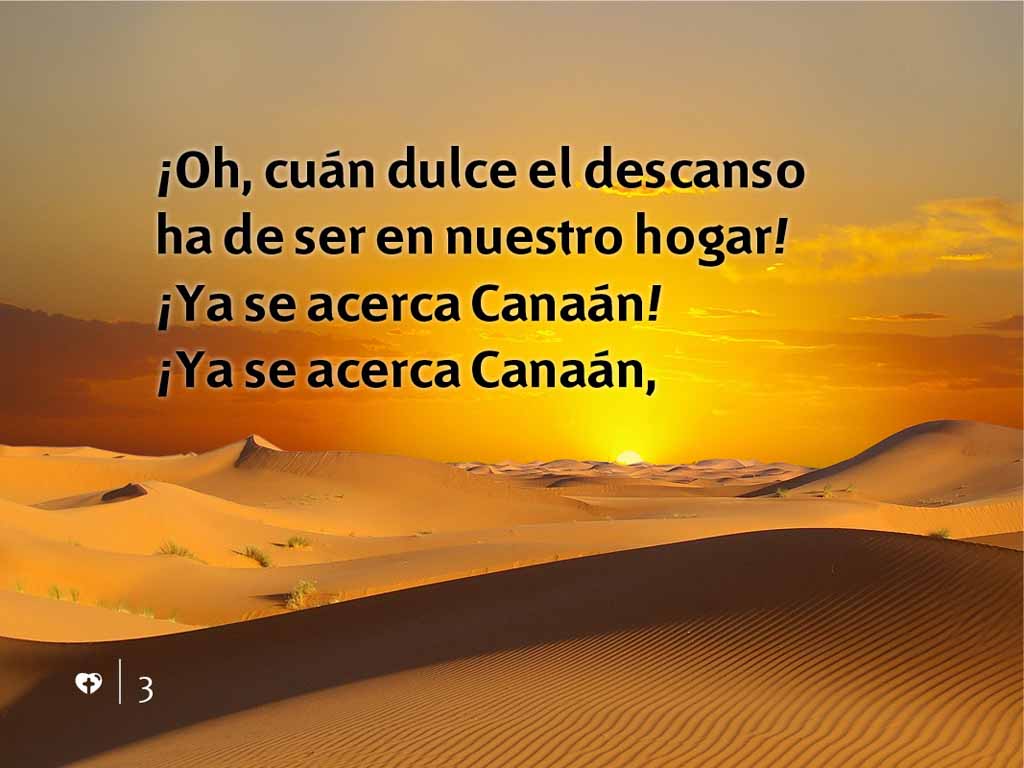 ¡Oh, cuán dulce el descanso
ha de ser en nuestro hogar!
¡Ya se acerca Canaán!
¡Ya se acerca Canaán,
3